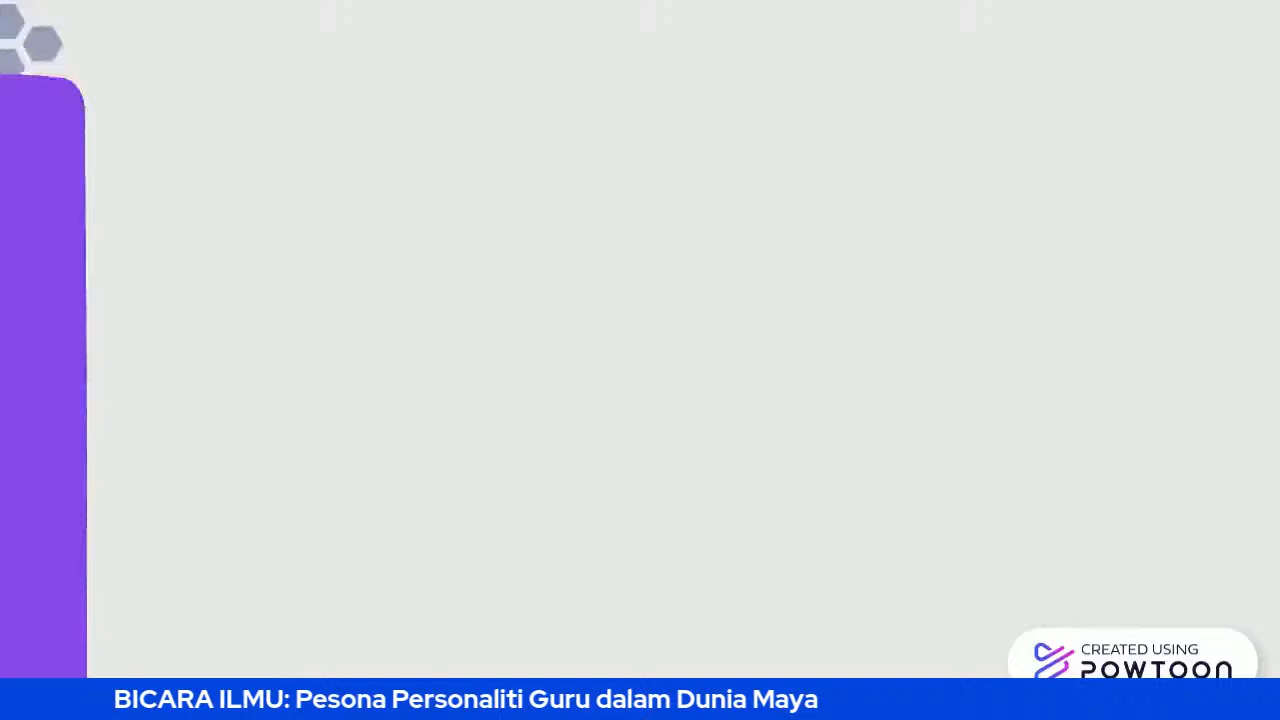 CREATED USING
POWTOON
BICARA ILMU: Pesona Personaliti Guru dalam Dunia Maya